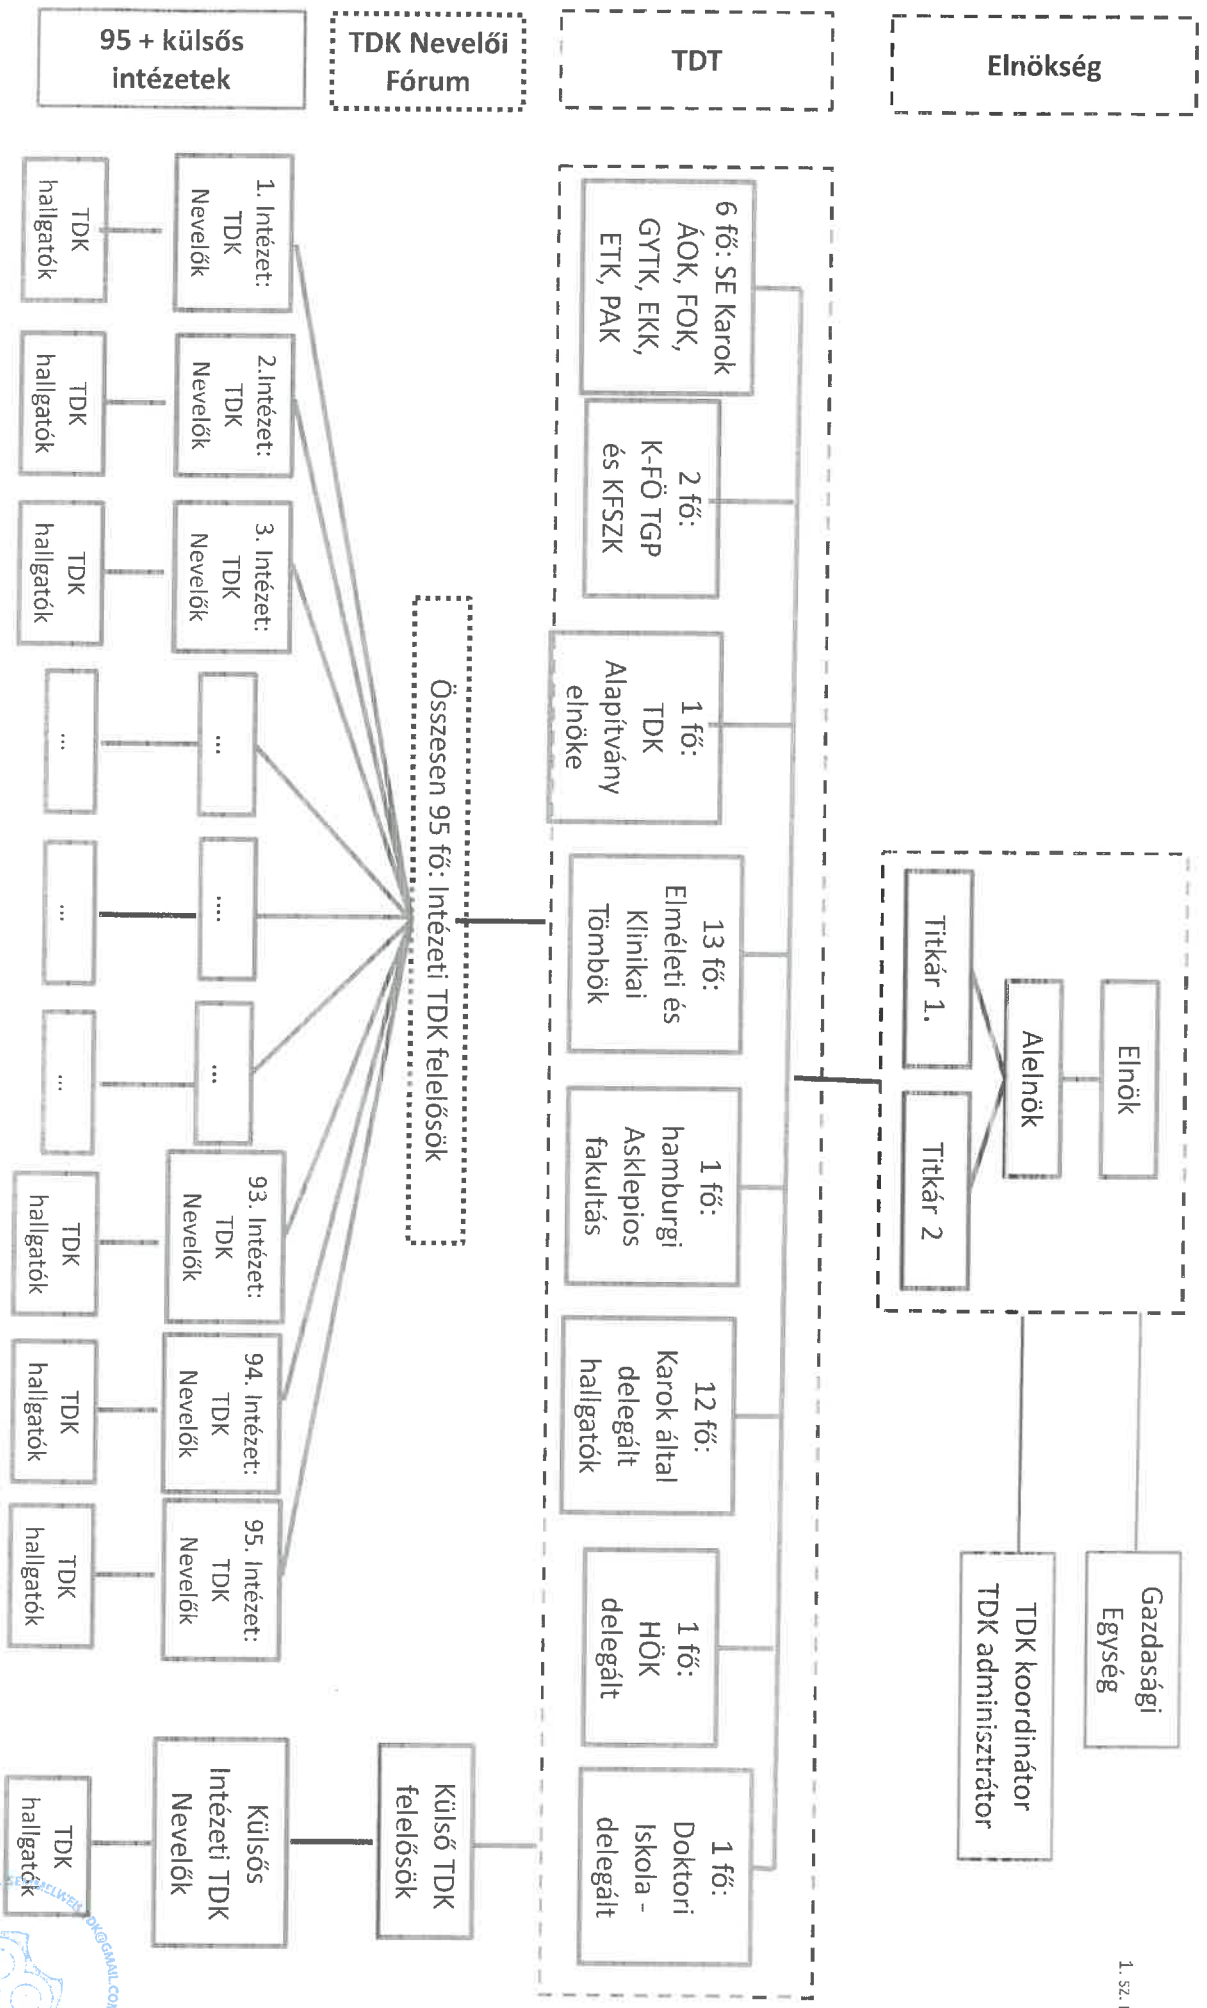 1. sz.
Elnökség
Elnök
Alelnök
Titkár 1.
Titkár 2
Gazdasági
Egység
TDK koordinátor
TDK adminisztrátor
TDT
6 fő: SE Karok
ÁOK, FOK,
GYTK, EKK,
ETK, PAK
2 fő:
K-FÖ TGP
és KFSZK
1 fő:
TDK
Alapítvány
elnöke
13 fő:
Elméleti és
Klinikai
Tömbök
1 fő:
hamburgi
Asklepios
fakultás
12 fő:
Karok által
delegált
hallgatók
1 fő:
HÖK
delegált
1 fő:
Doktori
Iskola -
delegált
TDK Nevelői
Fórum
Összesen 95 fő: Intézeti TDK felelősök
Külső TDK
felelősök
95 + külsős
intézetek
1. Intézet:
TDK
Nevelők
2.Intézet:
TDK
Nevelők
3. Intézet:
TDK
Nevelők
...
....
...
93. Intézet:
TDK
Nevelők
94. Intézet:
TDK
Nevelők
95. Intézet:
TDK
Nevelők
Külsős
Intézeti TDK
Nevelők
TDK
hallgatók
TDK
hallgatók
TDK
hallgatók
...
...
...
TDK
hallgatók
TDK
hallgatók
TDK
hallgatók
TDK
hallgatók